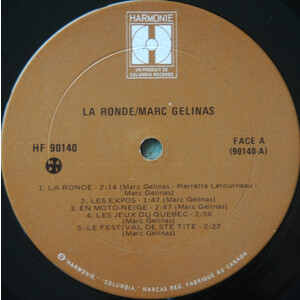 HARMONIE
H
UN PRODUIT DE
COLUMBIA RECORDS
LA RONDE/MARC GELINAS
HF 90140
FACE A
(90140-A)
1. LA RONDE - 2:14 (Marc Gelinas - Pierrette Létourneau
Marc Gelinas)
2. LES EXPOS - 1:47 (Marc Gelinas)
3. EN MOTO-NEIGE - 2:47 (Marc Gelinas)
4. LES JEUX DU QUEBEC - 2:56
(Marc Gelinas)
5.-LE FESTIVAL DE STE TITE - 2:27
(Marc Gelinas)
"HARMONIE," "COLUMBIA," MARCAS REG. FABRIQUE AU CANADA.